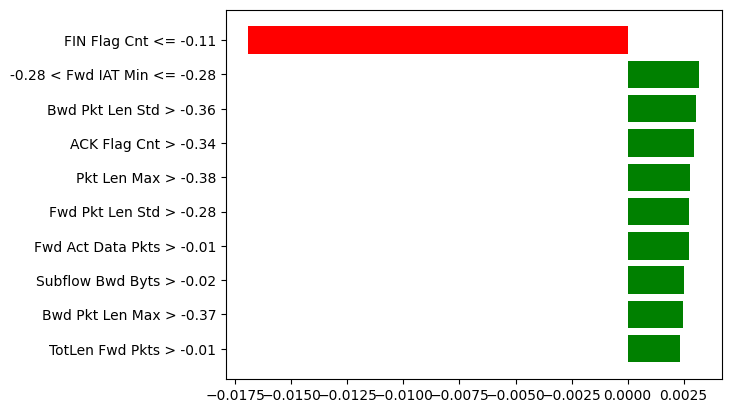 FIN Flag Cnt <= -0.11
-0.28 < Fwd IAT Min <= -0.28
Bwd Pkt Len Std > -0.36
ACK Flag Cnt > -0.34
Pkt Len Max > -0.38
Fwd Pkt Len Std > -0.28
Fwd Act Data Pkts > -0.01
Subflow Bwd Byts > -0.02
Bwd Pkt Len Max > -0.37
TotLen Fwd Pkts > -0.01
−0.0175 −0.0150 −0.0125 −0.0100 −0.0075 −0.0050 −0.0025 0.0000 0.0025